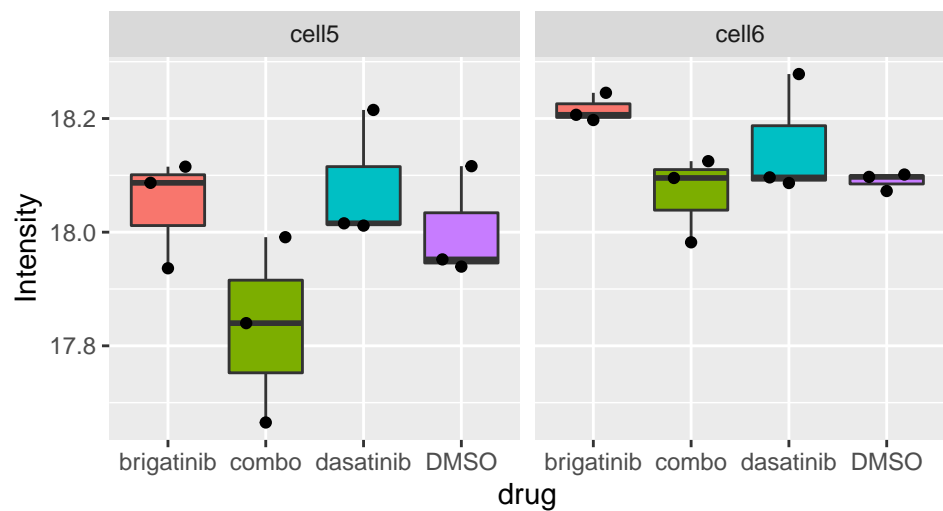 cell5 cell6
Intensity
18.2
18.0
17.8
brigatinib combo dasatinib DMSO brigatinib combo dasatinib DMSO
drug